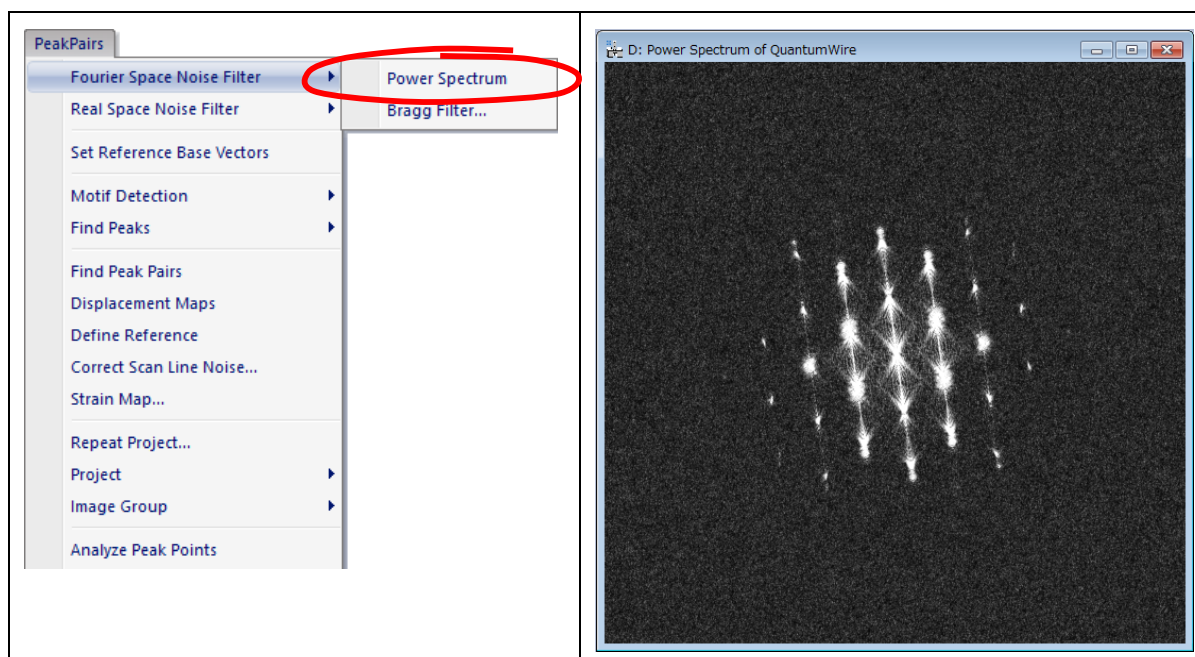 PeakPairs
Fourier Space Noise Filter
Power Spectrum
Real Space Noise Filter
Bragg Filter...
Set Reference Base Vectors
Motif Detection
Find Peaks
Find Peak Pairs
Displacement Maps
Define Reference
Correct Scan Line Noise...
Strain Map...
Repeat Project...
Project
Image Group
Analyze Peak Points
D: Power Spectrum of QuantumWire